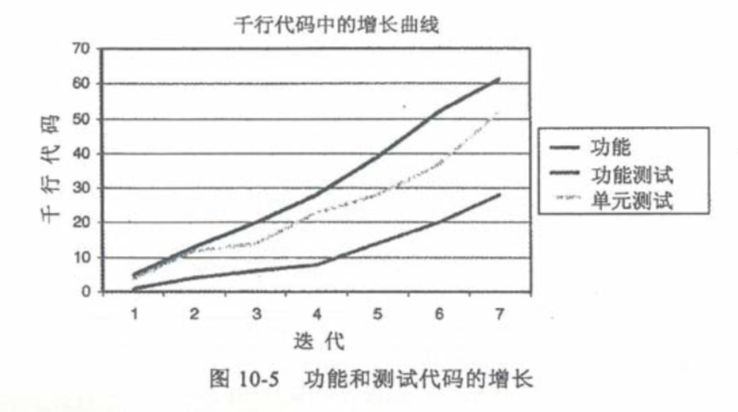 千行代码中的增长曲线
70
60
50
40
30
20
10
0
千行代码
1 2 3 4 5 6 7
迭代
功能
功能测试
单元测试
图 10-5 功能和测试代码的增长